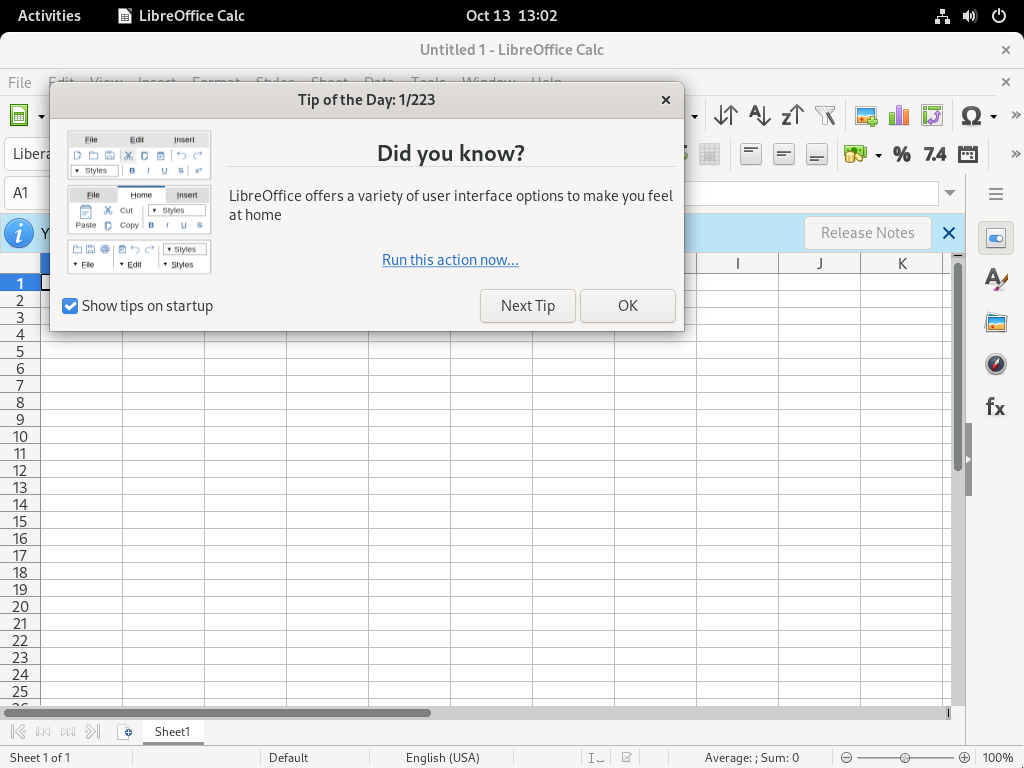 Activities
LibreOffice Calc
Oct 13 13:02
Untitled 1 - LibreOffice Calc
File Edit View Insert Format Styles Sheet Data Tools Window Help
Tip of the Day: 1/223
File Edit Insert
Styles
File Home Insert
Cut
Styles
Paste
Copy
Styles
File Edit Styles
Did you know?
LibreOffice offers a variety of user interface options to make you feel
at home
Run this action now...
Show tips on startup
Next Tip
OK
A1
Release Notes
I J K
1
2
3
4
5
6
7
8
9
10
11
12
13
14
15
16
17
18
19
20
21
22
23
24
25
Sheet1
Sheet 1 of 1
Default
English (USA)
Average: ; Sum: 0
100%